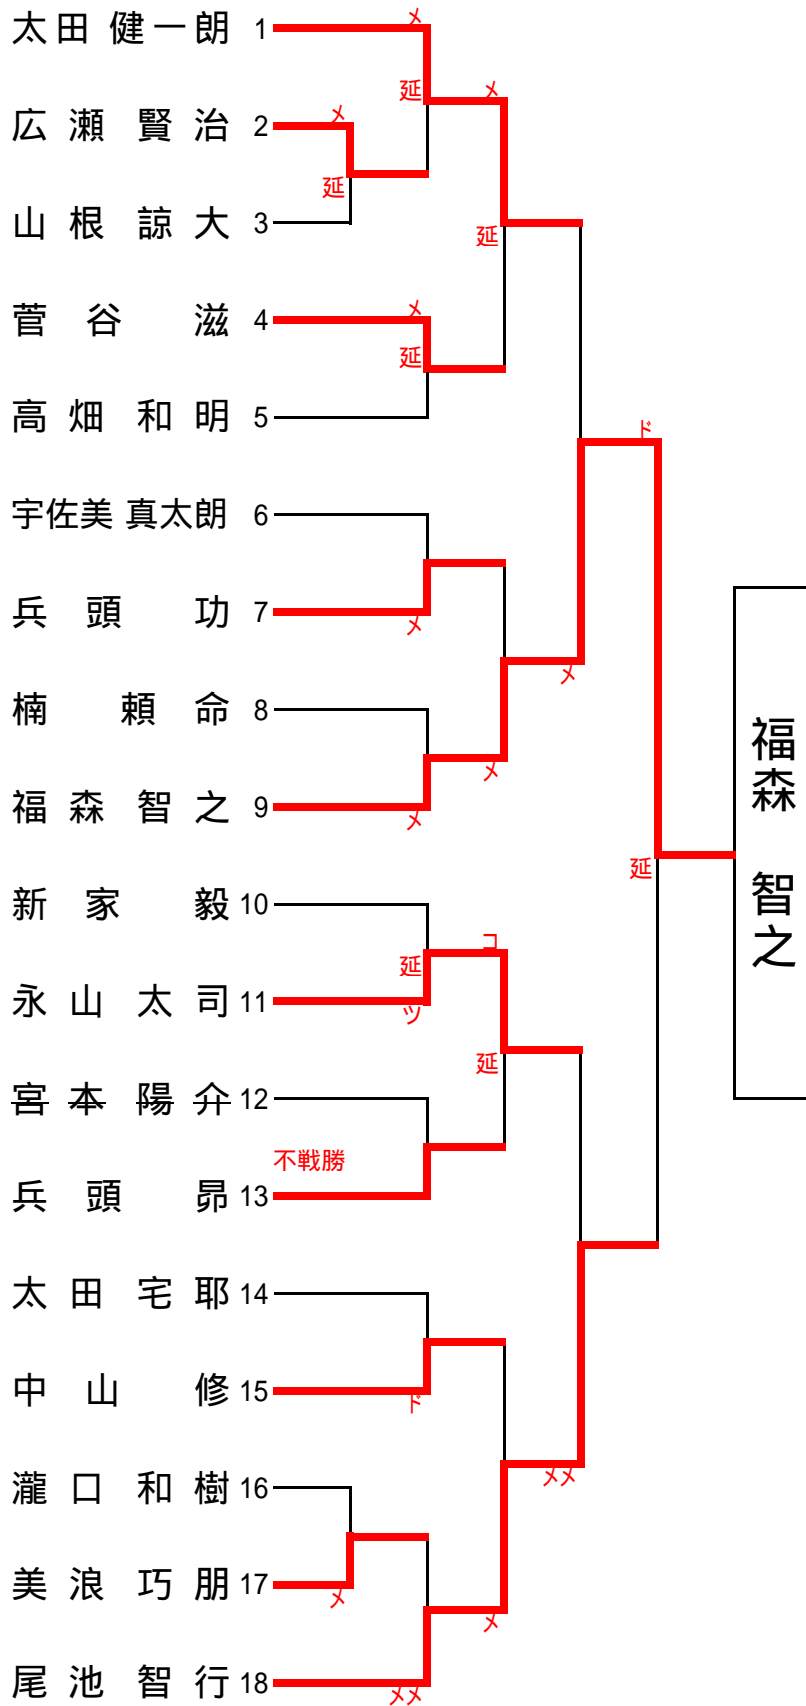 太田 健一朗 1
メ
延
メ
広瀬 賢治 2
メ
延
山根 諒大 3
延
菅谷 滋 4
メ
延
高畑 和明 5
ド
宇佐美 真太朗 6
兵頭 功 7
メ
メ
楠 頼命 8
メ
福森 智之 9
メ
福森 智之
延
新家 毅 10
コ
延
永山 太司 11
ツ
延
宮本 陽介 12
不戦勝
兵頭 昴 13
太田 宅耶 14
中山 修 15
ド
瀧口 和樹 16
メメ
美浪 巧朋 17
メ
メ
尾池 智行 18
メメ